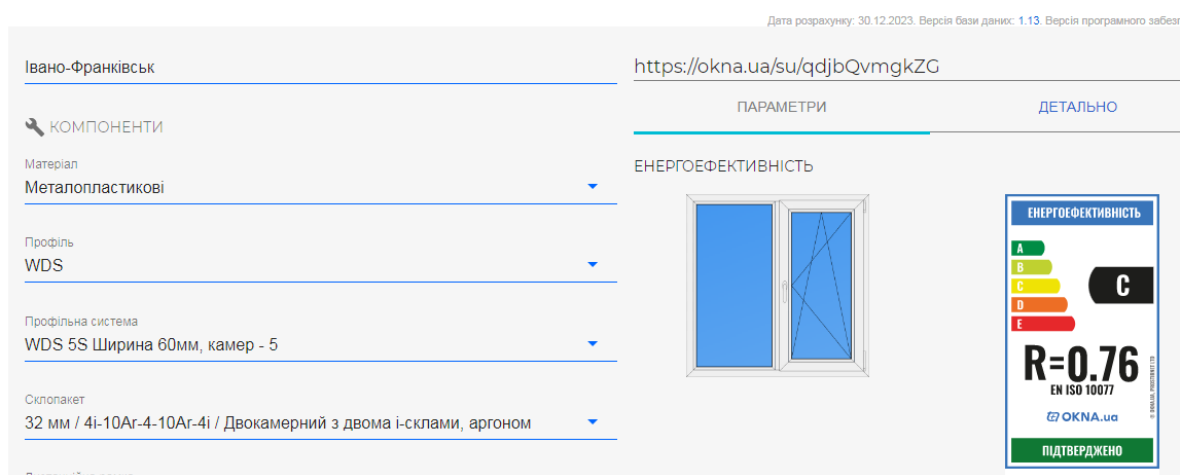 Дата розрахунку: 30.12.2023. Версія бази даних: 1.13. Версія програмного
Івано-Франківськ
КОМПОНЕНТИ
Матеріал
Металопластикові
Профіль
WDS
Профільна система
WDS 5S Ширина 60мм, камер - 5
Склопакет
32 мм / 4i-10Ar-4-10Ar-4i / Двокамерний з двома і-склами, аргоном
https://okna.ua/su/qdjbQvmgkZG
ПАРАМЕТРИ
ДЕТАЛЬНО
ЕНЕРГОЕФЕКТИВНІСТЬ
ЕНЕРГОЕФЕКТИВНІСТЬ
A
B
C
D
E
C
R=0.76
EN ISO 10077
OKNA.ua
ПІДТВЕРДЖЕНО